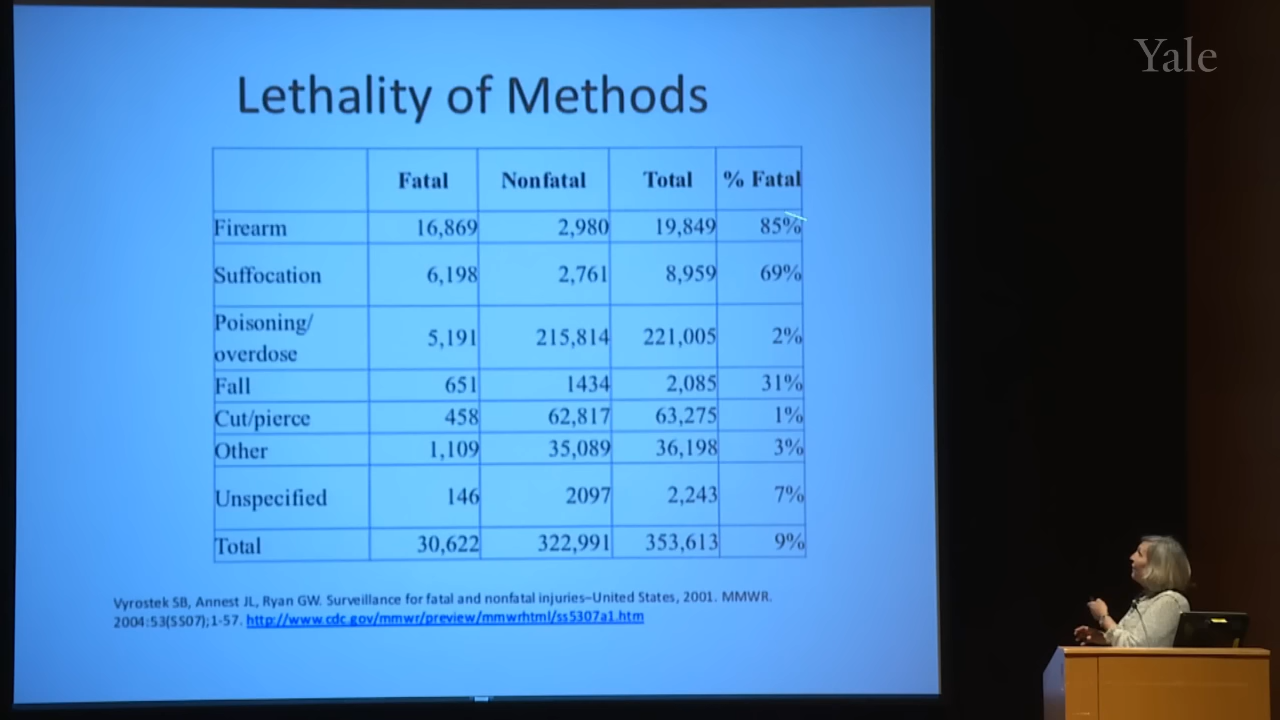 Yale
Lethality of Methods
Fatal Nonfatal Total % Fatal
Firearm 16,869 2,980 19,849 85%
Suffocation 6,198 2,761 8,959 69%
Poisoning/
overdose 5,191 215,814 221,005 2%
Fall 651 1434 2,085 31%
Cut/pierce 458 62,817 63,275 1%
Other 1,109 35,089 36,198 3%
Unspecified 146 2097 2,243 7%
Total 30,622 322,991 353,613 9%
Vyrostek SB, Annest JL, Ryan GW. Surveillance for fatal and nonfatal injuries–United States, 2001. MMWR.
2004:53(SS07);1-57. http://www.cdc.gov/mmwr/preview/mmwrhtml/ss5307a1.htm